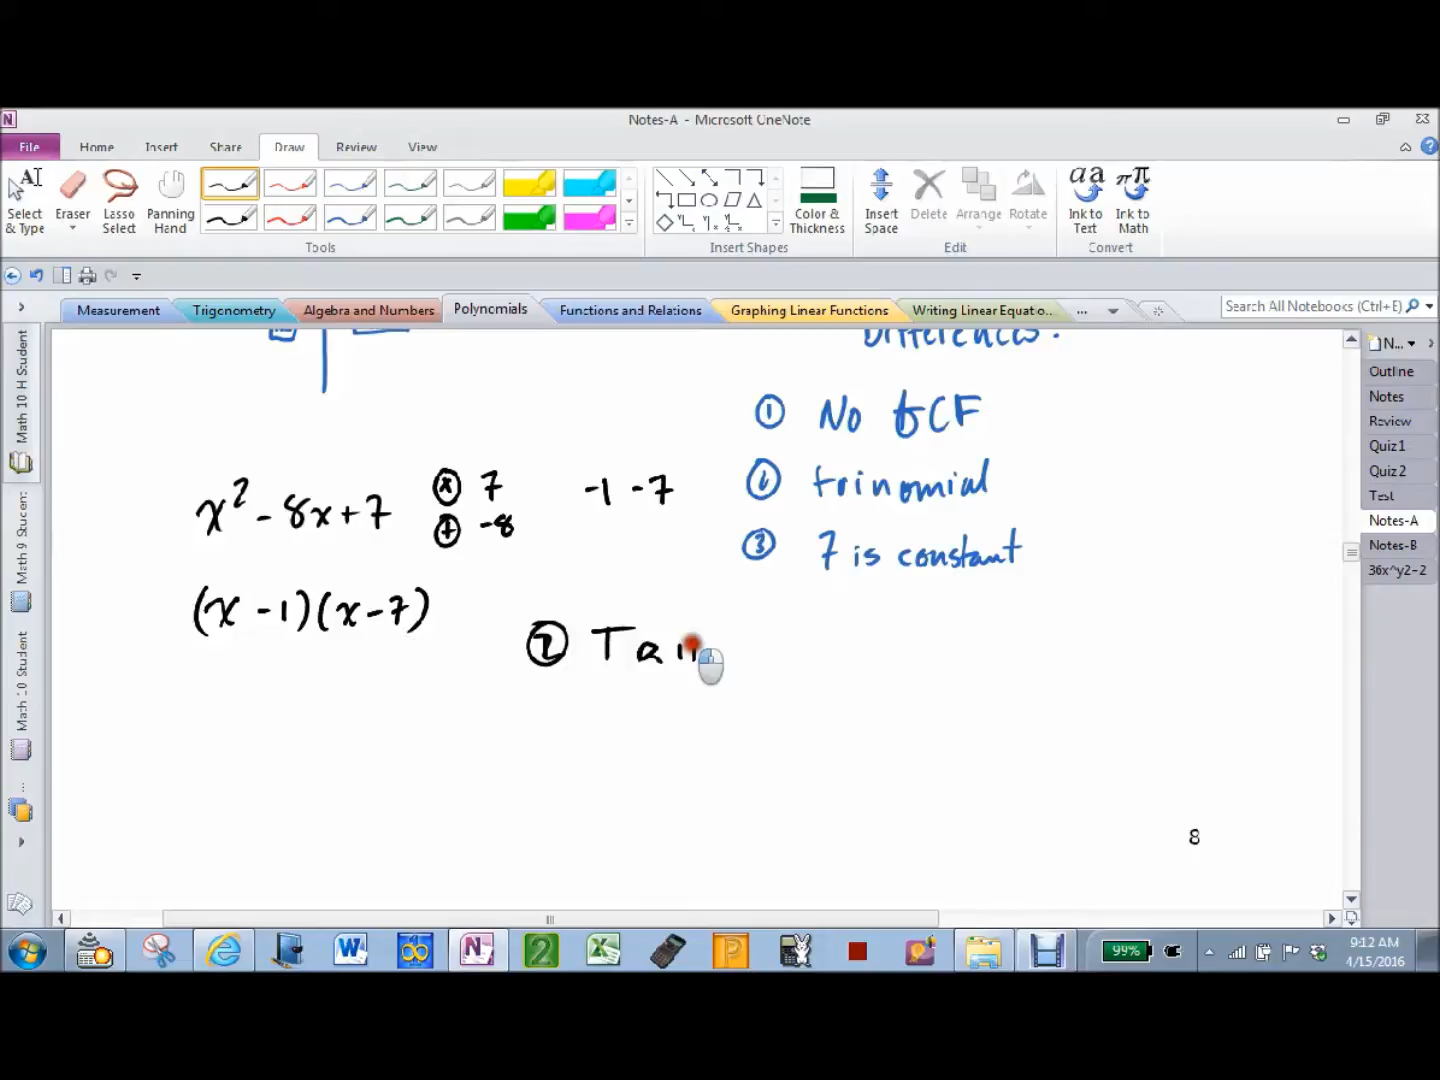 Notes-A - Microsoft OneNote
File Home Insert Share Draw Review View
Select & Type
Eraser
Lasso Select
Panning Hand
Color & Thickness
Insert Space
Delete
Arrange
Rotate
Ink to Text
Ink to Math
Tools
Insert Shapes
Edit
Convert
Measurement Trigonometry Algebra and Numbers Polynomials Functions and Relations Graphing Linear Functions Writing Linear Equatio... ...
Search All Notebooks (Ctrl+E)
Math 10 H Student
Math 9 Student
Math 10 Student
N...
Outline
Notes
Review
Quiz1
Quiz2
Test
Notes-A
Notes-B
36x^y2-2
Differences:
① No GCF
② trinomial
③ 7 is constant
x² - 8x + 7
ⓧ 7
⊕ -8
-1 -7
(x - 1)(x - 7)
② Tan
8
99%
9:12 AM
4/15/2016